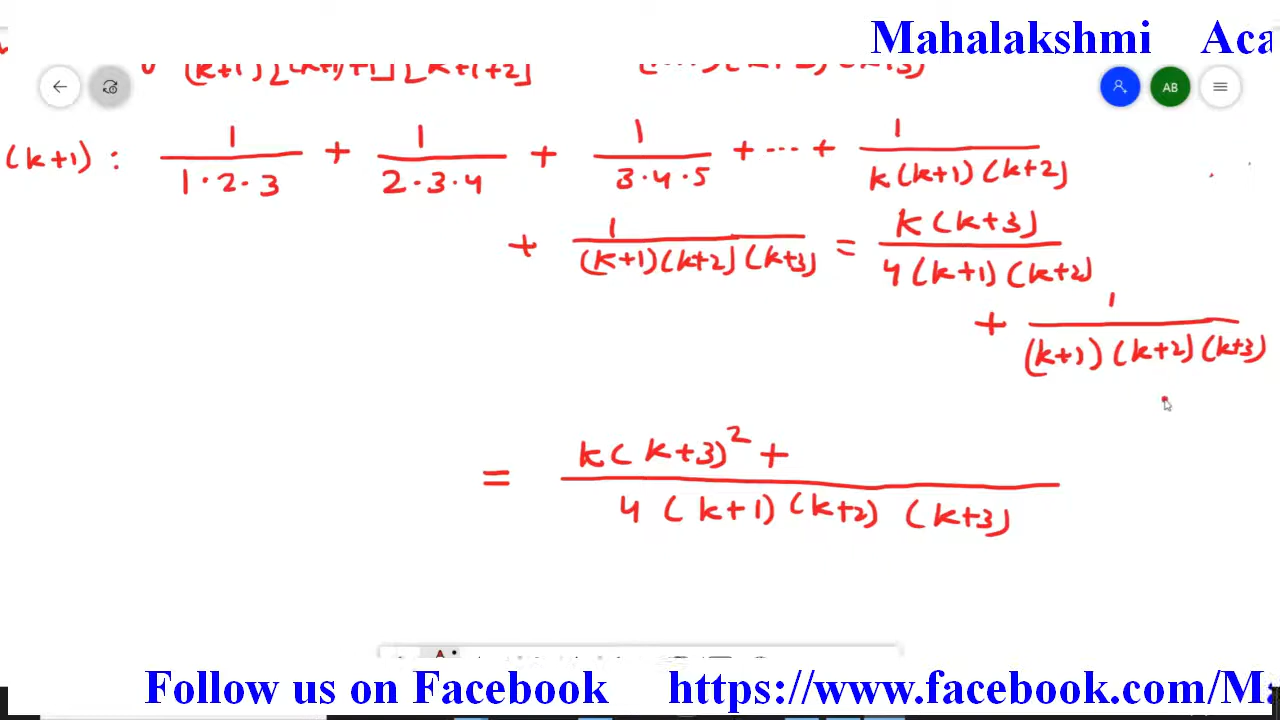 Mahalakshmi Aca
AB
(k+1) : 1/(1·2·3) + 1/(2·3·4) + 1/(3·4·5) + ··· + 1/(k(k+1)(k+2))
+ 1/((k+1)(k+2)(k+3)) = k(k+3)/(4(k+1)(k+2))
+ 1/((k+1)(k+2)(k+3))
= k(k+3)² + / 4(k+1)(k+2)(k+3)
Follow us on Facebook https://www.facebook.com/Ma